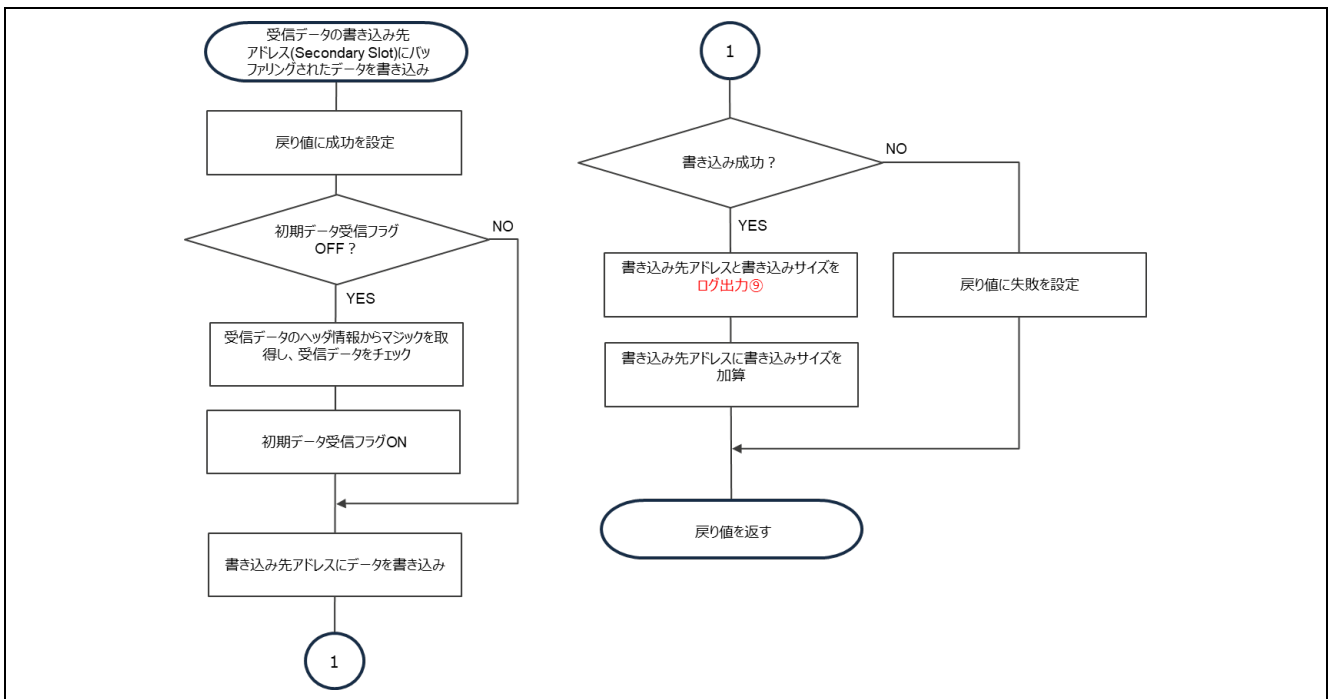 受信データの書き込み先
アドレス(Secondary Slot)にバッ
ファリングされたデータを書き込み
戻り値に成功を設定
初期データ受信フラグ
OFF？
NO
YES
受信データのヘッダ情報からマジックを取
得し、受信データをチェック
初期データ受信フラグON
書き込み先アドレスにデータを書き込み
1
1
書き込み成功？
NO
YES
書き込み先アドレスと書き込みサイズを
ログ出力⑨
戻り値に失敗を設定
書き込み先アドレスに書き込みサイズを
加算
戻り値を返す